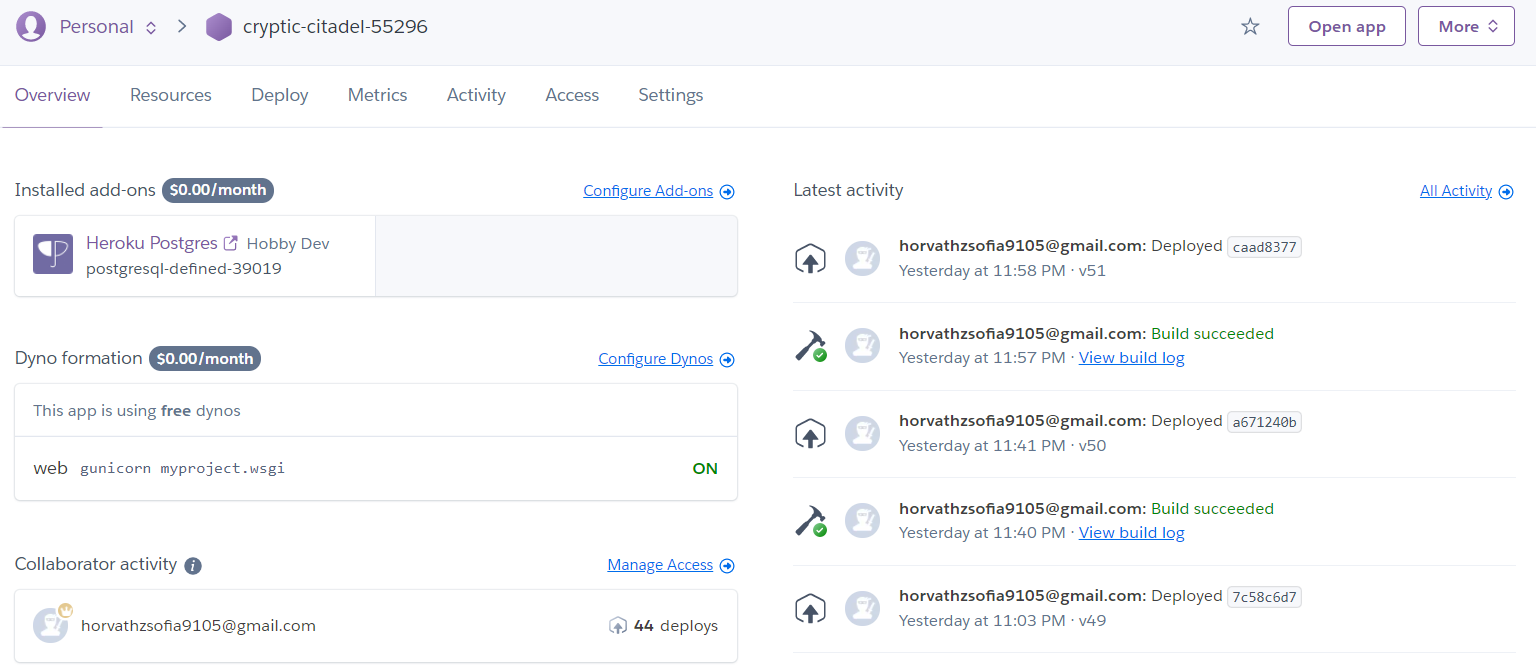 Personal cryptic-citadel-55296 Open app More
Overview Resources Deploy Metrics Activity Access Settings
Installed add-ons $0.00/month Configure Add-ons
Heroku Postgres Hobby Dev
postgresql-defined-39019
Dyno formation $0.00/month Configure Dynos
This app is using free dynos
web gunicorn myproject.wsgi ON
Collaborator activity i Manage Access
horvathzsofia9105@gmail.com 44 deploys
Latest activity All Activity
horvathzsofia9105@gmail.com: Deployed caad8377
Yesterday at 11:58 PM · v51
horvathzsofia9105@gmail.com: Build succeeded
Yesterday at 11:57 PM · View build log
horvathzsofia9105@gmail.com: Deployed a671240b
Yesterday at 11:41 PM · v50
horvathzsofia9105@gmail.com: Build succeeded
Yesterday at 11:40 PM · View build log
horvathzsofia9105@gmail.com: Deployed 7c58c6d7
Yesterday at 11:03 PM · v49